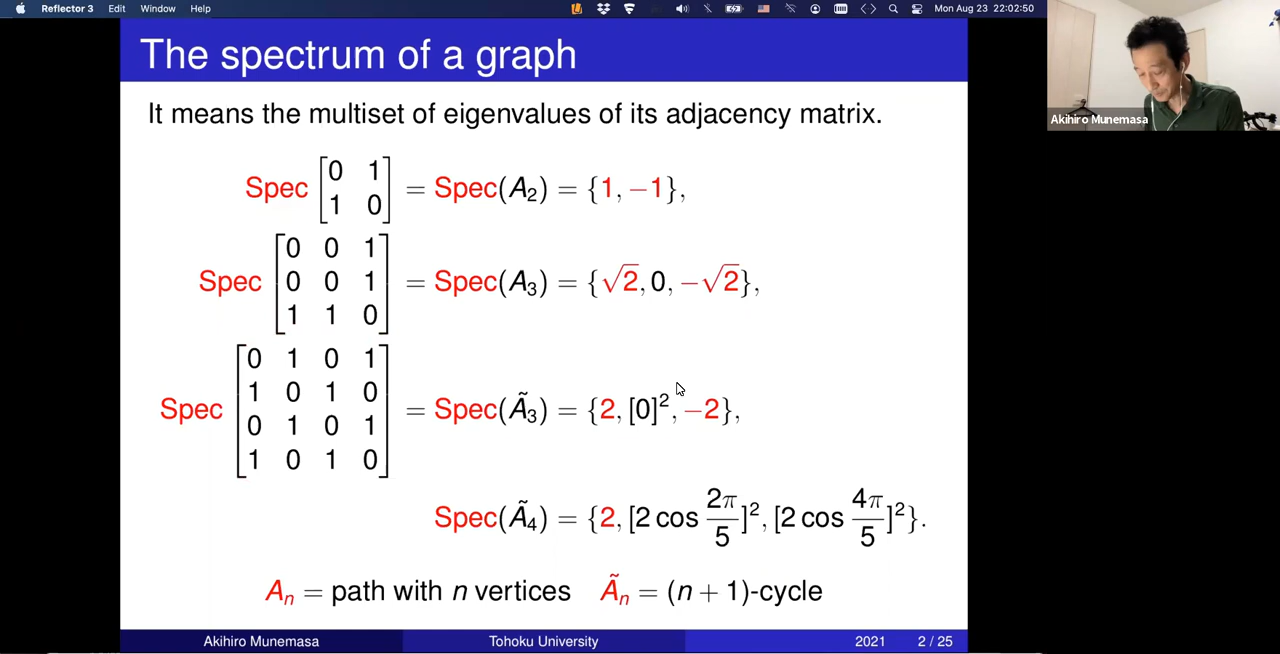 Reflector 3 Edit Window Help Mon Aug 23 22:02:50
The spectrum of a graph
It means the multiset of eigenvalues of its adjacency matrix.
Spec [0 1
1 0] = Spec(A₂) = {1, −1},
Spec [0 0 1
0 0 1
1 1 0] = Spec(A₃) = {√2, 0, −√2},
Spec [0 1 0 1
1 0 1 0
0 1 0 1
1 0 1 0] = Spec(Ã₃) = {2, [0]², −2},
Spec(Ã₄) = {2, [2 cos 2π/5]², [2 cos 4π/5]²}.
Aₙ = path with n vertices Ãₙ = (n + 1)-cycle
Akihiro Munemasa Tohoku University 2021 2 / 25
Akihiro Munemasa